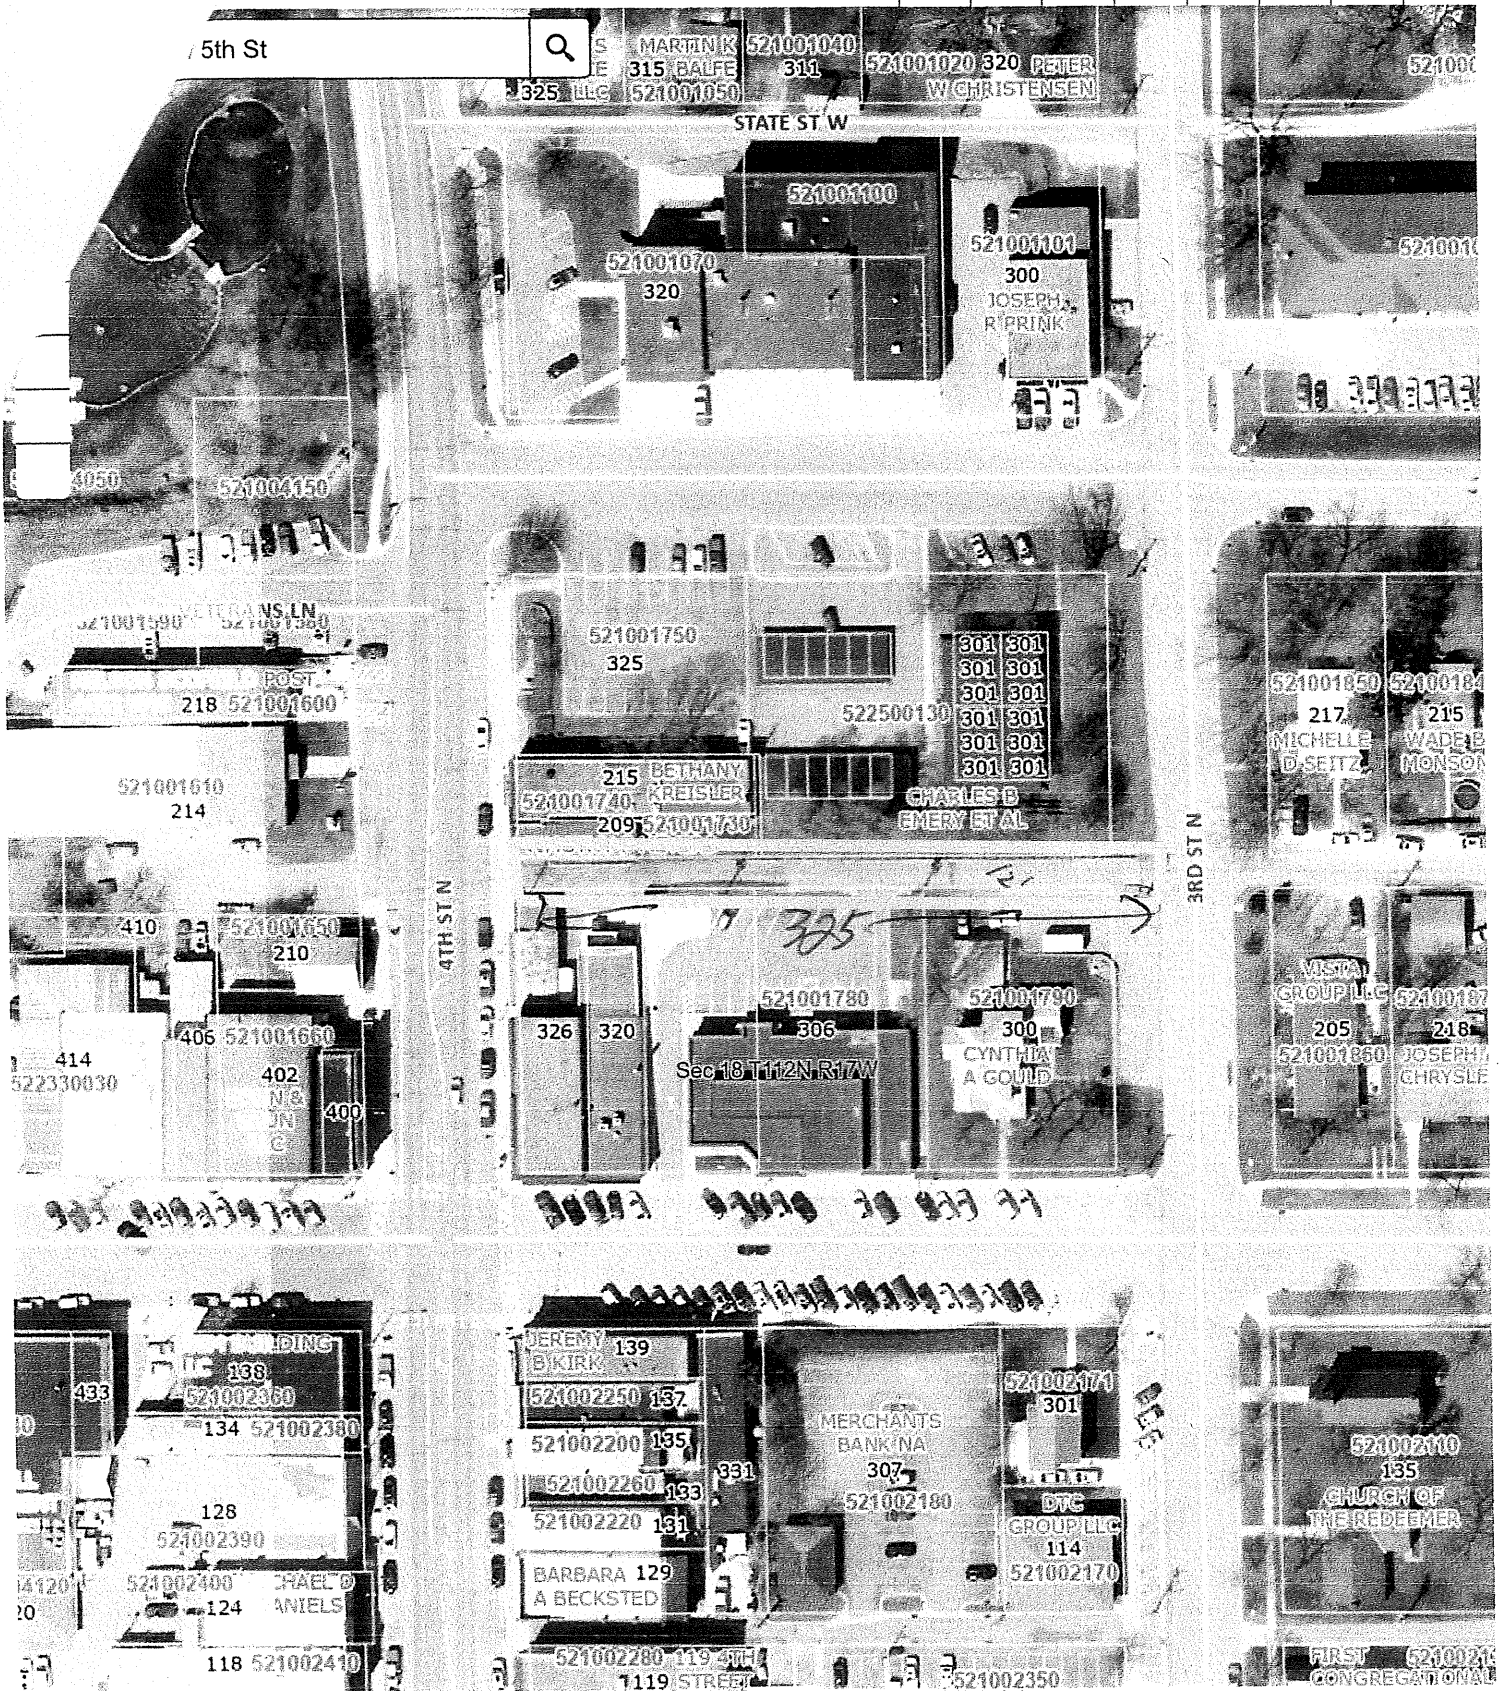 / 5th St
MARTIN K
315 BALFE
325 LLC 521001050
521001040
311
521001020 320 PETER
W CHRISTENSEN
STATE ST W
521001100
521001070
320
521001101
300
JOSEPH
R PRINK
4050
521004150
VETERANS LN
521001590 521001580
POST
218 521001600
521001610
214
521001750
325
522500130
301 301
301 301
301 301
301 301
301 301
301 301
215 BETHANY
KREISLER
521001740
209 521001730
CHARLES B
EMERY ET AL
521001850
217
MICHELLE
D SEITZ
215
WADE B
MONSON
3RD ST N
4TH ST N
12'
325
410
521001650
210
414
522330030
406 521001660
402
400
326
320
521001780
306
Sec 18 T112N R17W
521001790
300
CYNTHIA
A GOULD
VISTA
GROUP LLC
205
521001860
218
JOSEPH
CHRYSLE
433
138
521002360
134 521002380
128
521002390
521002400
124
118 521002410
JEREMY
B KIRK
139
521002250 137
521002200 135
521002260 133
521002220 131
BARBARA
A BECKSTED
129
331
MERCHANTS
BANK NA
307
521002180
521002171
301
DTG
GROUP LLC
114
521002170
521002110
135
CHURCH OF
THE REDEEMER
521002280 119 4TH
119 STREET
521002350
FIRST
CONGREGATIONAL